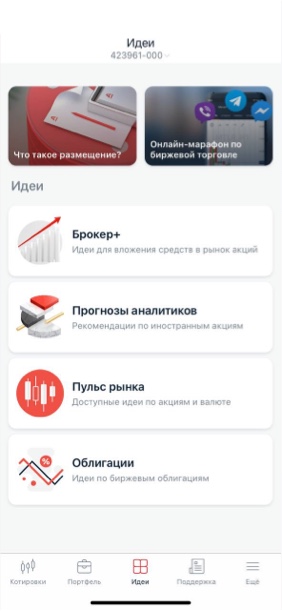 Идеи
423961-000
Что такое размещение?
Онлайн-марафон по
биржевой торговле
Идеи
Брокер+
Идеи для вложения средств в рынок акций
Прогнозы аналитиков
Рекомендации по иностранным акциям
Пульс рынка
Доступные идеи по акциям и валюте
%
Облигации
Идеи по биржевым облигациям
Котировки
Портфель
Идеи
Поддержка
Ещё